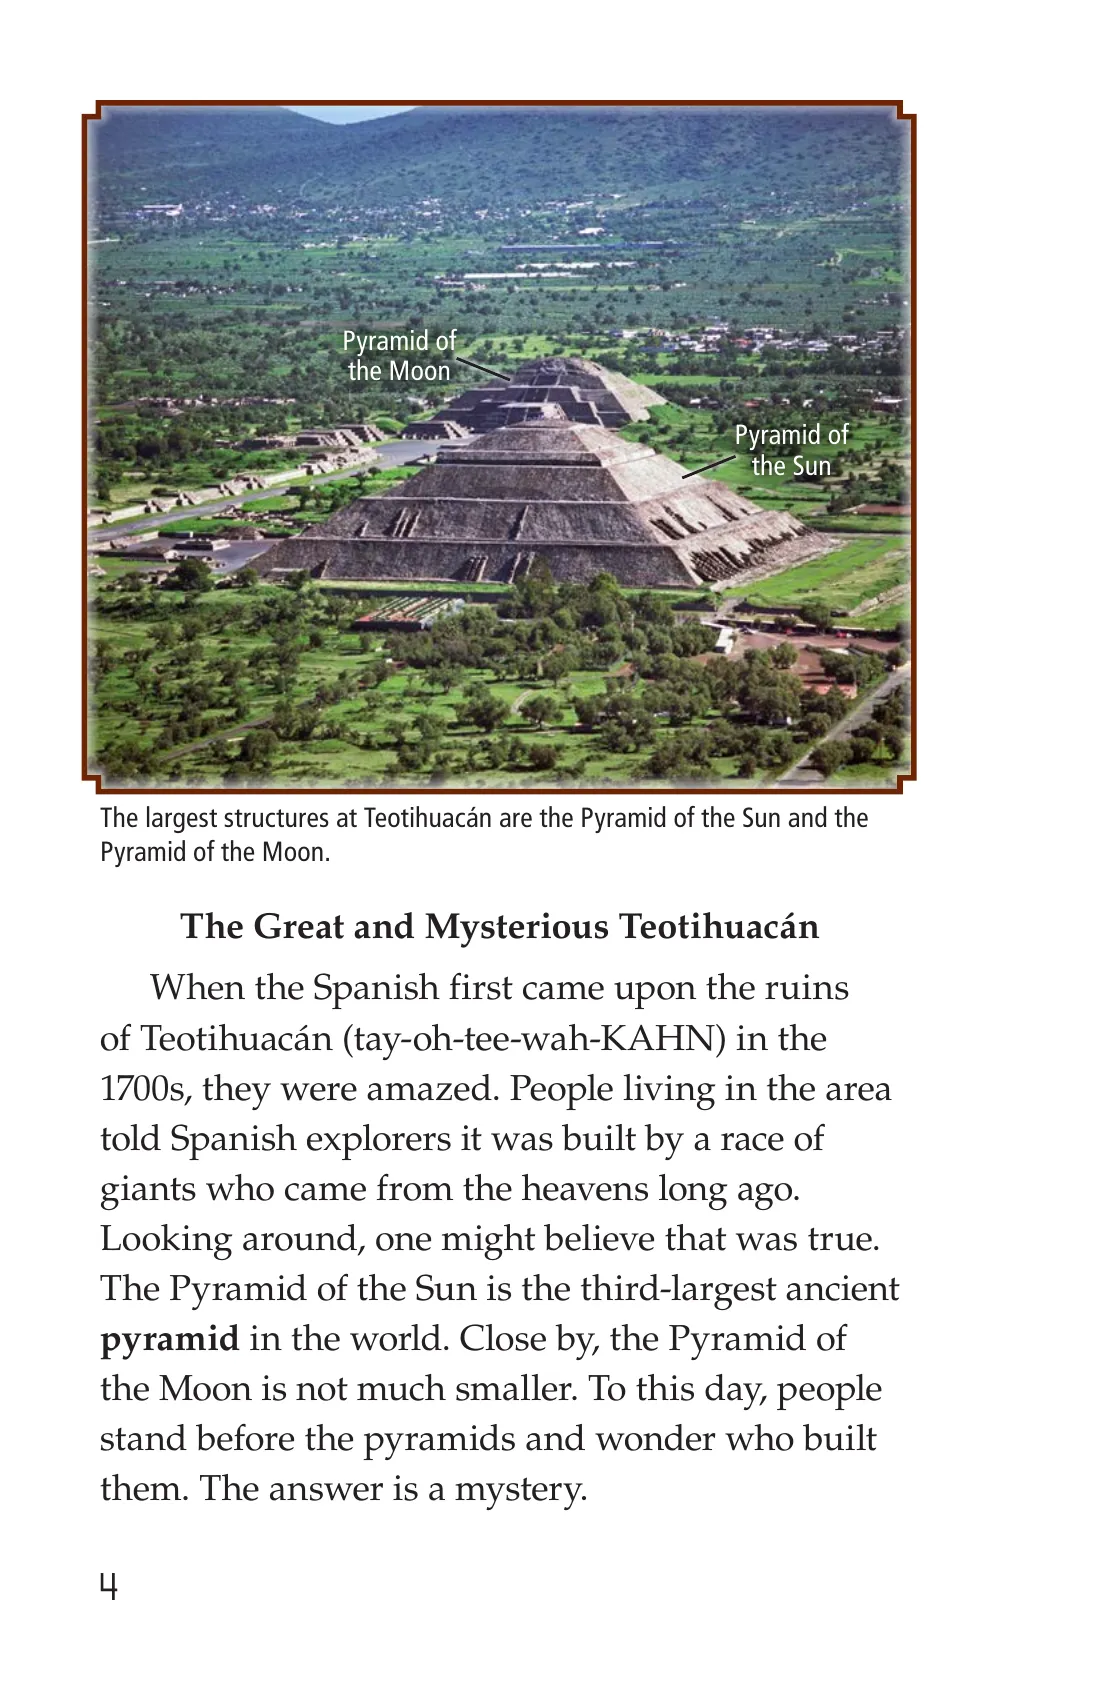 Pyramid of
the Moon
Pyramid of
the Sun
The largest structures at Teotihuacán are the Pyramid of the Sun and the
Pyramid of the Moon.
The Great and Mysterious Teotihuacán
When the Spanish first came upon the ruins
of Teotihuacán (tay-oh-tee-wah-KAHN) in the
1700s, they were amazed. People living in the area
told Spanish explorers it was built by a race of
giants who came from the heavens long ago.
Looking around, one might believe that was true.
The Pyramid of the Sun is the third-largest ancient
pyramid in the world. Close by, the Pyramid of
the Moon is not much smaller. To this day, people
stand before the pyramids and wonder who built
them. The answer is a mystery.
4